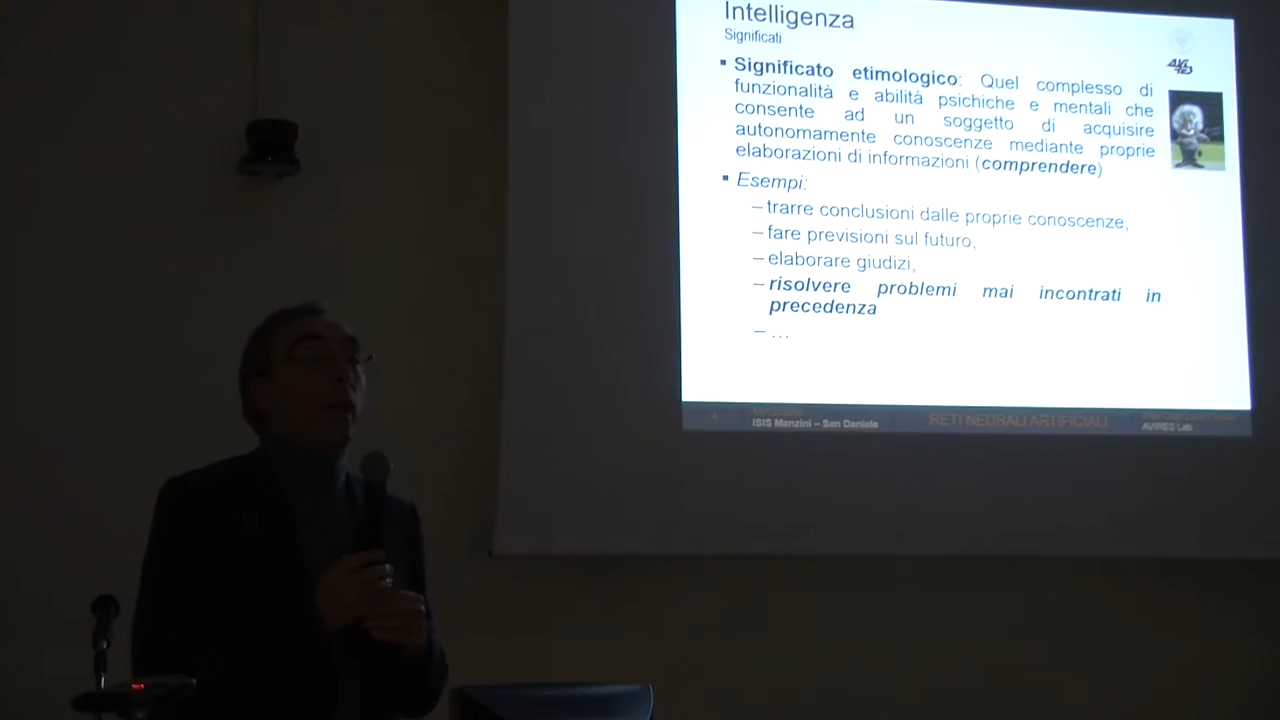 Intelligenza
Significati
▪ Significato etimologico: Quel complesso di
funzionalità e abilità psichiche e mentali che
consente ad un soggetto di acquisire
autonomamente conoscenze mediante proprie
elaborazioni di informazioni (comprendere)
▪ Esempi:
– trarre conclusioni dalle proprie conoscenze,
– fare previsioni sul futuro,
– elaborare giudizi,
– risolvere problemi mai incontrati in
precedenza
– ...
ISIS Manzini – San Daniele
RETI NEURALI ARTIFICIALI
AVIRES Lab